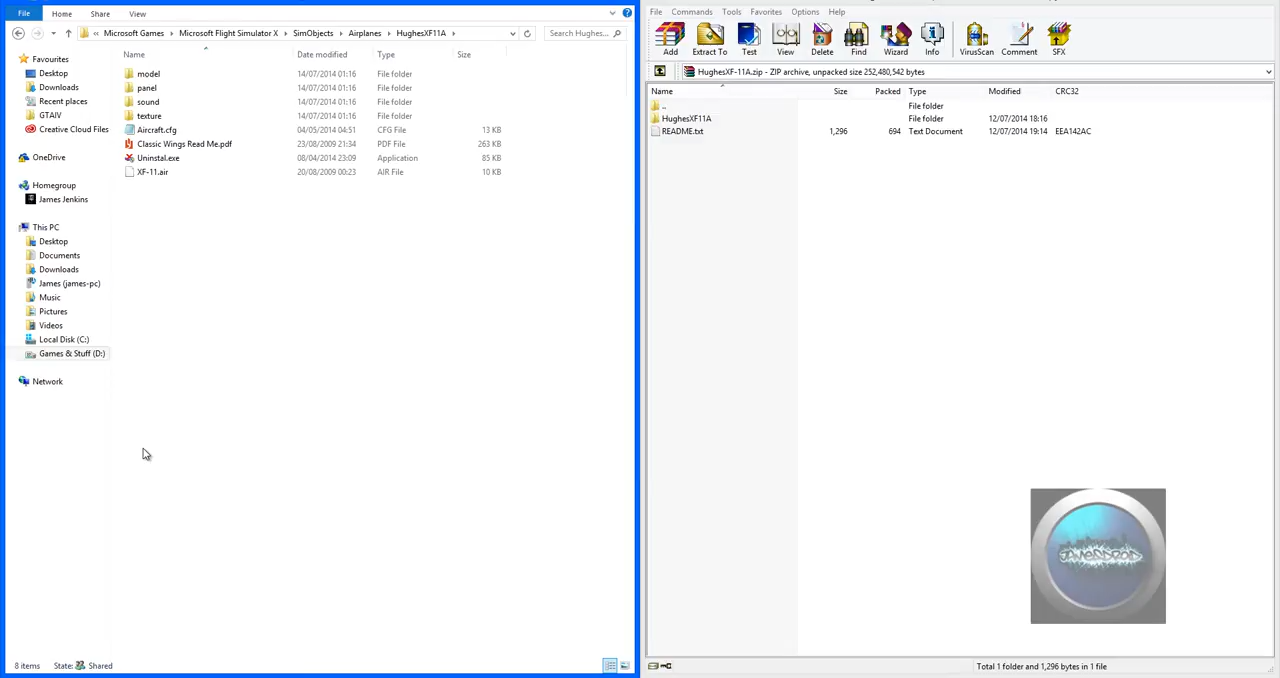 File Home Share View
« Microsoft Games Microsoft Flight Simulator X SimObjects Airplanes HughesXF11A Search Hughes...
Name Date modified Type Size
model 14/07/2014 01:16 File folder
panel 14/07/2014 01:16 File folder
sound 14/07/2014 01:16 File folder
texture 14/07/2014 01:16 File folder
Aircraft.cfg 04/05/2014 04:51 CFG File 13 KB
Classic Wings Read Me.pdf 23/08/2009 21:34 PDF File 263 KB
Uninstal.exe 08/04/2014 23:09 Application 85 KB
XF-11.air 20/08/2009 00:23 AIR File 10 KB
Favourites
Desktop
Downloads
Recent places
GTAIV
Creative Cloud Files
OneDrive
Homegroup
James Jenkins
This PC
Desktop
Documents
Downloads
James (james-pc)
Music
Pictures
Videos
Local Disk (C:)
Games & Stuff (D:)
Network
8 items State: Shared
File Commands Tools Favorites Options Help
Add Extract To Test View Delete Find Wizard Info VirusScan Comment SFX
HughesXF-11A.zip - ZIP archive, unpacked size 252,480,542 bytes
Name Size Packed Type Modified CRC32
.. File folder
HughesXF11A File folder 12/07/2014 18:16
README.txt 1,296 694 Text Document 12/07/2014 19:14 EEA142AC
JAMESDROID
Total 1 folder and 1,296 bytes in 1 file